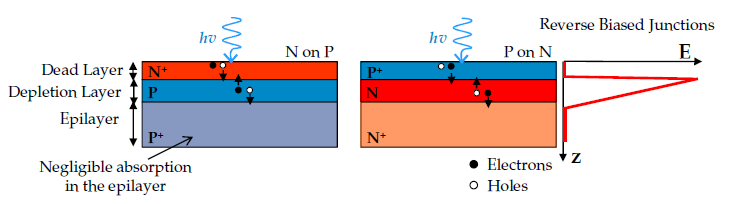 Reverse Biased Junctions
hν
N on P
hν
P on N
E
Dead Layer
N+
P+
Depletion Layer
P
N
Epilayer
P+
N+
Negligible absorption
in the epilayer
Electrons
Holes
z